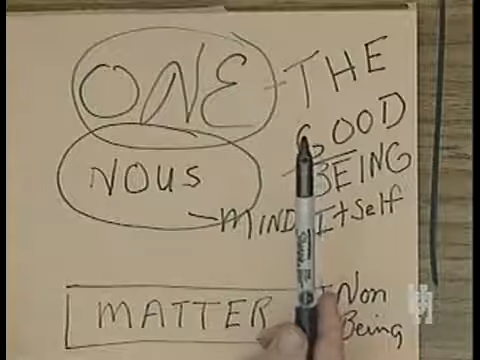 ONE - THE
GOOD
NOUS
BEING
MIND ItSelf
MATTER
Non
Being